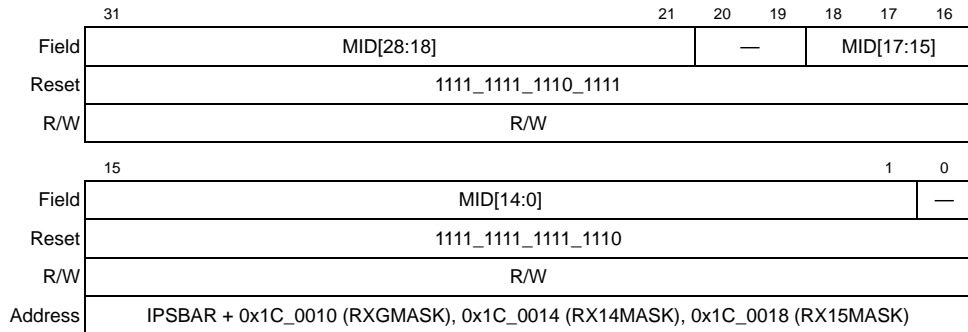 31 21 20 19 18 17 16
Field MID[28:18] — MID[17:15]
Reset 1111_1111_1110_1111
R/W R/W
15 1 0
Field MID[14:0] —
Reset 1111_1111_1111_1110
R/W R/W
Address IPSBAR + 0x1C_0010 (RXGMASK), 0x1C_0014 (RX14MASK), 0x1C_0018 (RX15MASK)